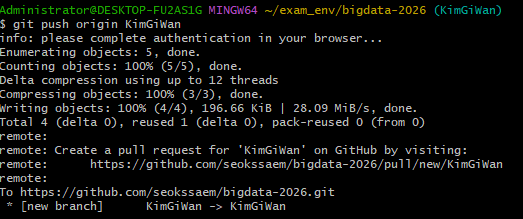 Administrator@DESKTOP-FU2AS1G MINGW64 ~/exam_env/bigdata-2026 (KimGiWan)
$ git push origin KimGiWan
info: please complete authentication in your browser...
Enumerating objects: 5, done.
Counting objects: 100% (5/5), done.
Delta compression using up to 12 threads
Compressing objects: 100% (3/3), done.
Writing objects: 100% (4/4), 196.66 KiB | 28.09 MiB/s, done.
Total 4 (delta 0), reused 1 (delta 0), pack-reused 0 (from 0)
remote:
remote: Create a pull request for 'KimGiWan' on GitHub by visiting:
remote:      https://github.com/seokssaem/bigdata-2026/pull/new/KimGiWan
remote:
To https://github.com/seokssaem/bigdata-2026.git
 * [new branch]      KimGiWan -> KimGiWan